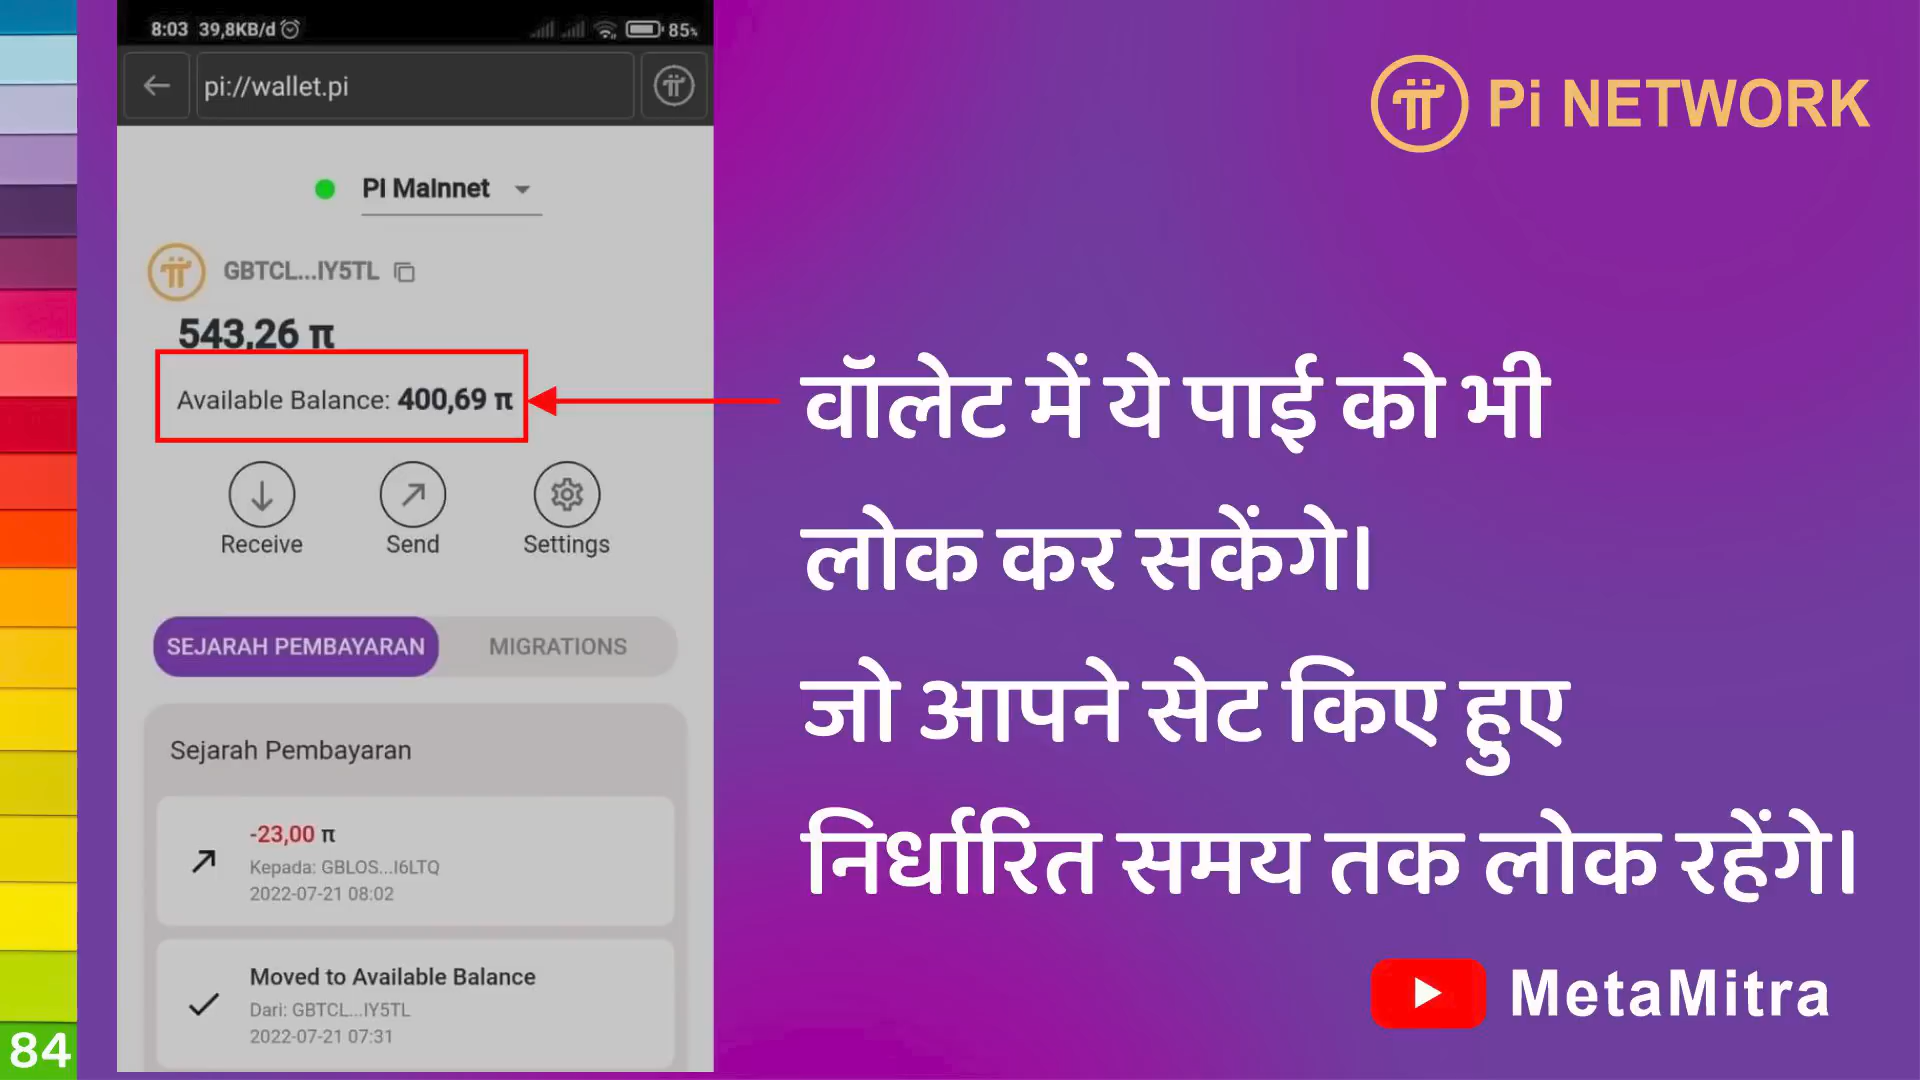 8:03 39,8KB/d 85%
pi://wallet.pi
Pi Mainnet
GBTCL...IY5TL
543,26 π
Available Balance: 400,69 π
Receive Send Settings
SEJARAH PEMBAYARAN MIGRATIONS
Sejarah Pembayaran
-23,00 π
Kepada: GBLOS...I6LTQ
2022-07-21 08:02
Moved to Available Balance
Dari: GBTCL...IY5TL
2022-07-21 07:31
84
Pi NETWORK
वॉलेट में ये पाई को भी
लोक कर सकेंगे।
जो आपने सेट किए हुए
निर्धारित समय तक लोक रहेंगे।
MetaMitra